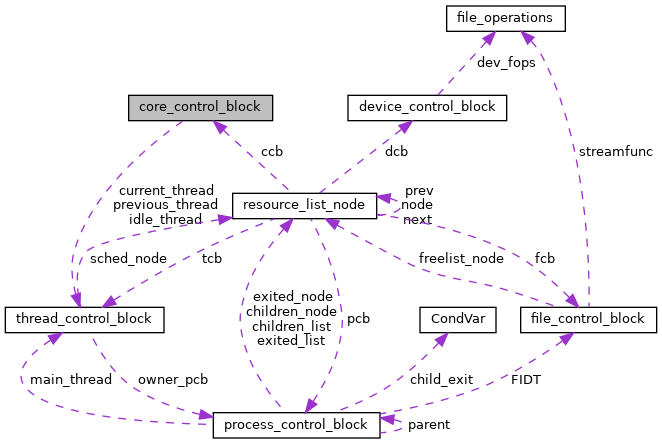 file_operations
dev_fops
core_control_block
device_control_block
ccb
dcb
streamfunc
current_thread
previous_thread
idle_thread
resource_list_node
prev
node
next
sched_node
tcb
freelist_node
fcb
exited_node
children_node
children_list
exited_list
pcb
thread_control_block
CondVar
file_control_block
main_thread
owner_pcb
child_exit
FIDT
process_control_block
parent